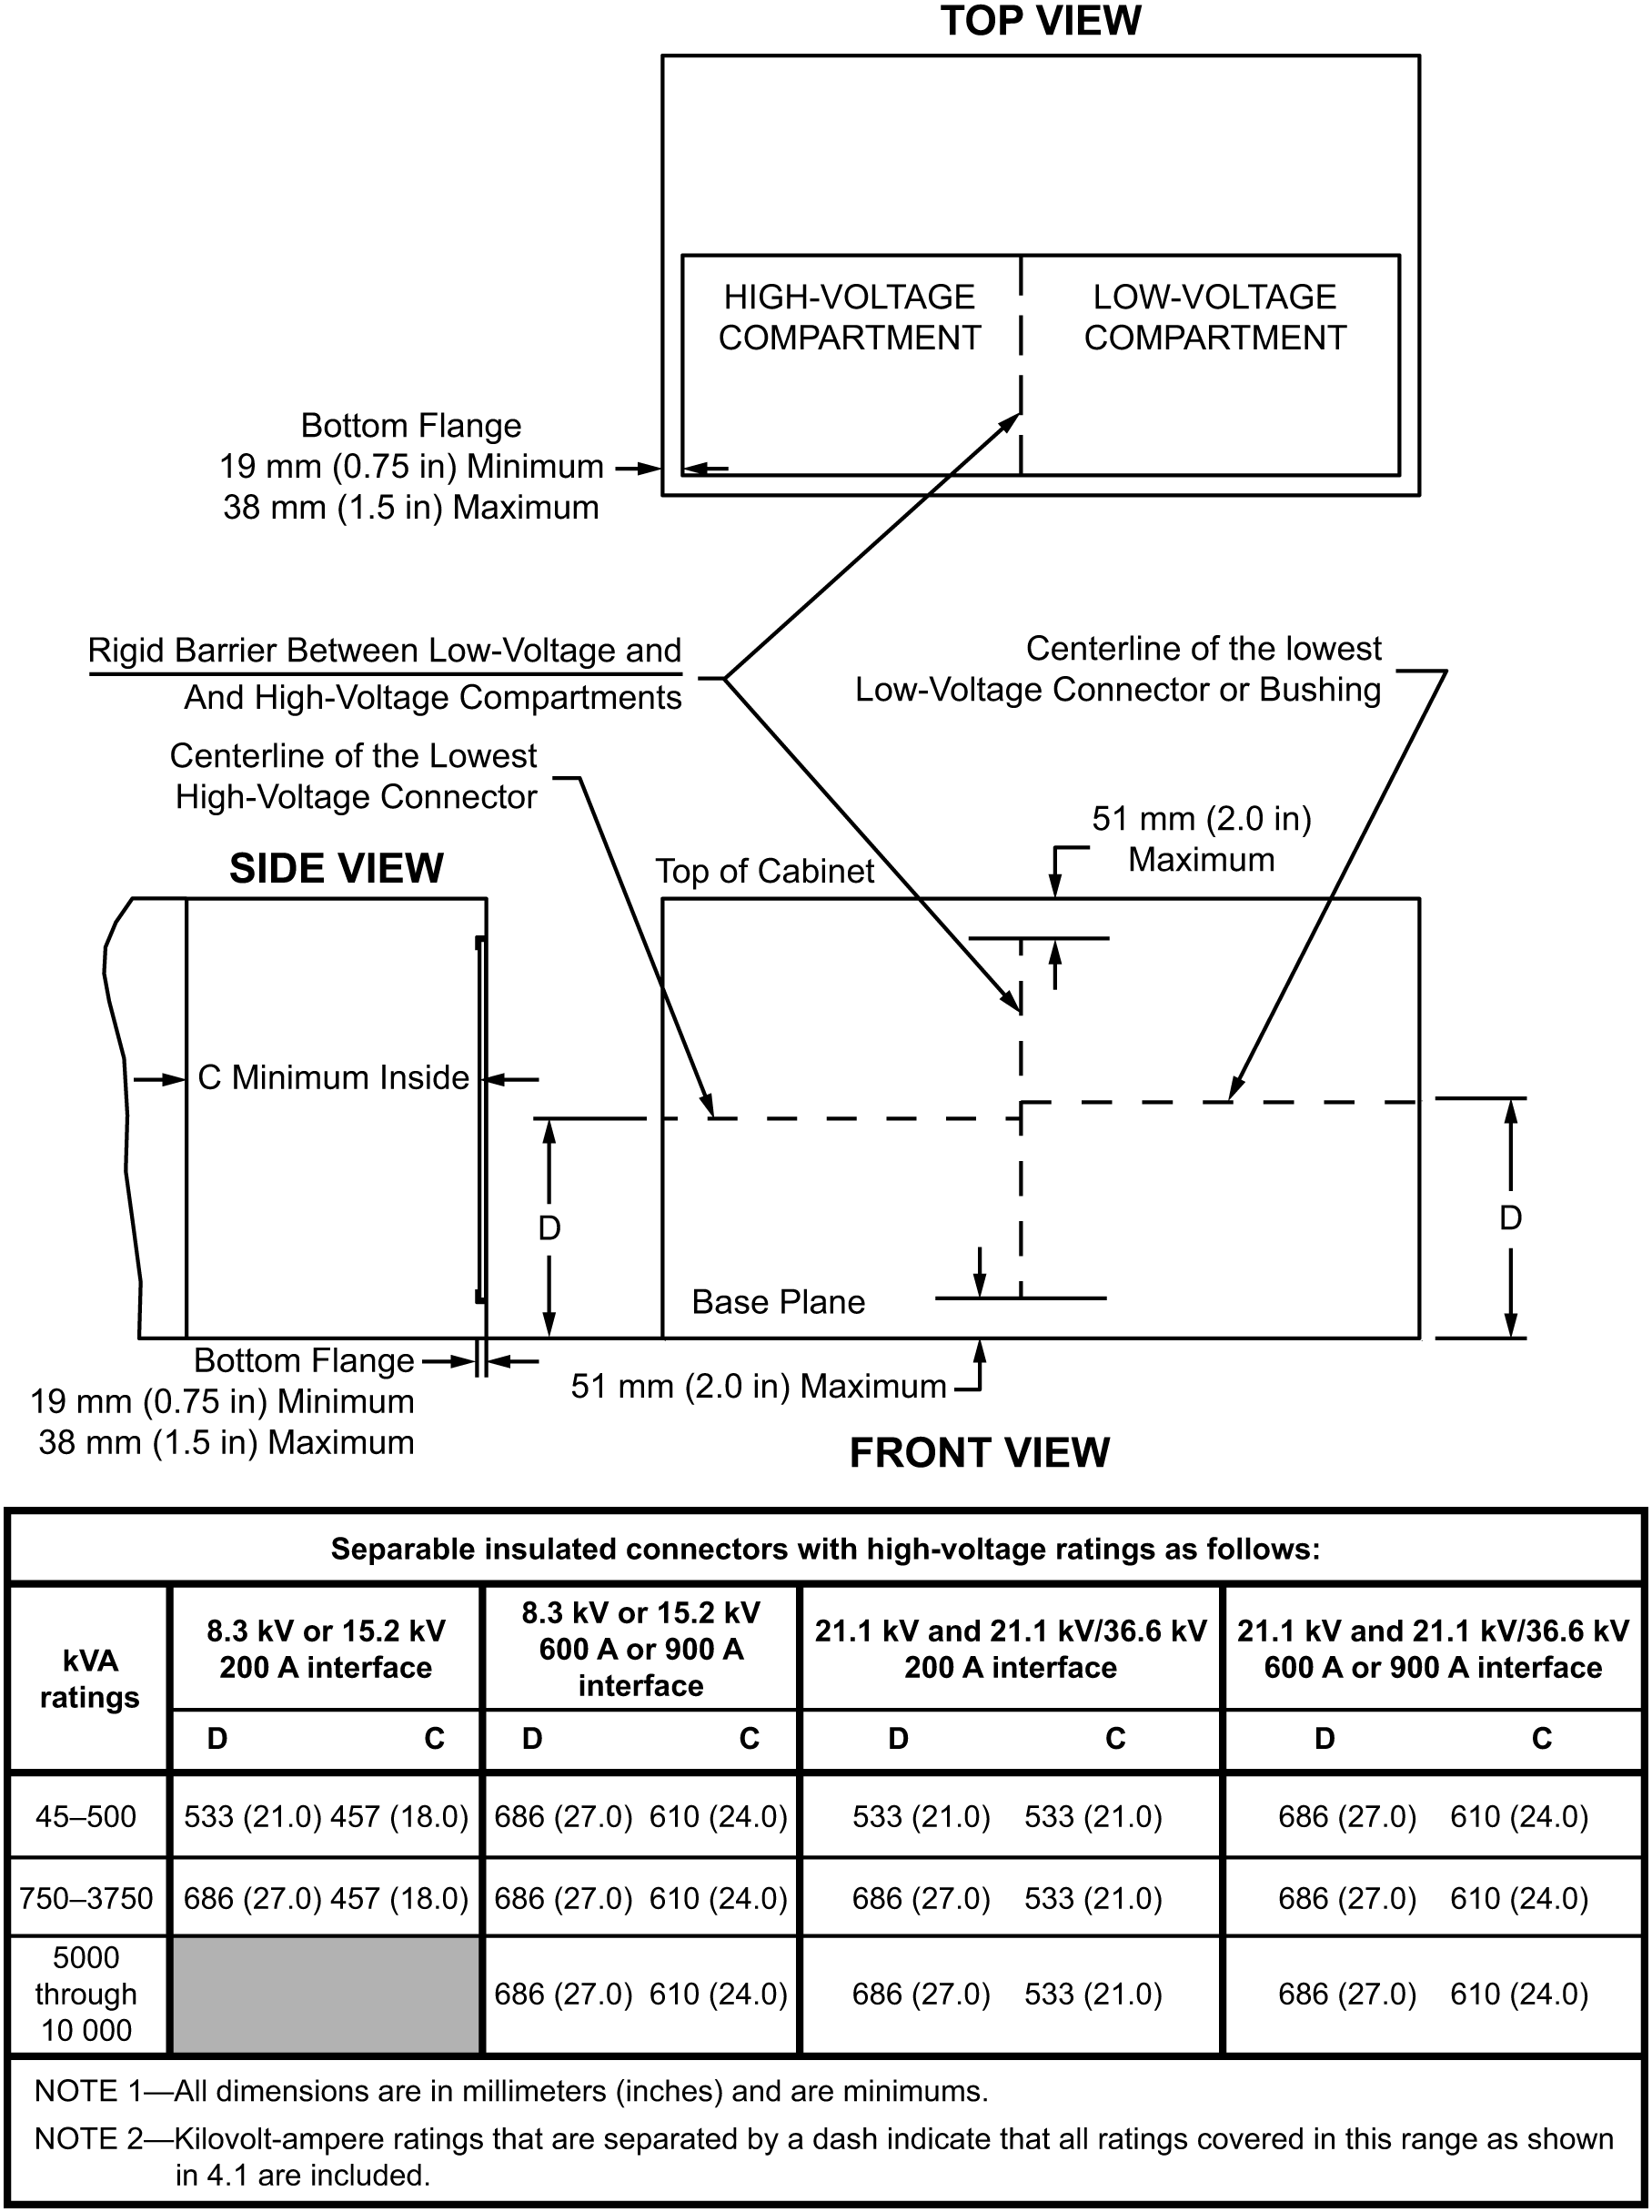 TOP VIEW
HIGH-VOLTAGE
COMPARTMENT
LOW-VOLTAGE
COMPARTMENT
Bottom Flange
19 mm (0.75 in) Minimum
38 mm (1.5 in) Maximum
Rigid Barrier Between Low-Voltage and
And High-Voltage Compartments
Centerline of the lowest
Low-Voltage Connector or Bushing
Centerline of the Lowest
High-Voltage Connector
51 mm (2.0 in)
Maximum
SIDE VIEW
Top of Cabinet
C Minimum Inside
D
D
Base Plane
Bottom Flange
19 mm (0.75 in) Minimum
38 mm (1.5 in) Maximum
51 mm (2.0 in) Maximum
FRONT VIEW
Separable insulated connectors with high-voltage ratings as follows:
kVA
ratings
8.3 kV or 15.2 kV
200 A interface
8.3 kV or 15.2 kV
600 A or 900 A
interface
21.1 kV and 21.1 kV/36.6 kV
200 A interface
21.1 kV and 21.1 kV/36.6 kV
600 A or 900 A interface
D C D C D C D C
45–500 533 (21.0) 457 (18.0) 686 (27.0) 610 (24.0) 533 (21.0) 533 (21.0) 686 (27.0) 610 (24.0)
750–3750 686 (27.0) 457 (18.0) 686 (27.0) 610 (24.0) 686 (27.0) 533 (21.0) 686 (27.0) 610 (24.0)
5000
through
10 000
686 (27.0) 610 (24.0) 686 (27.0) 533 (21.0) 686 (27.0) 610 (24.0)
NOTE 1—All dimensions are in millimeters (inches) and are minimums.
NOTE 2—Kilovolt-ampere ratings that are separated by a dash indicate that all ratings covered in this range as shown
in 4.1 are included.